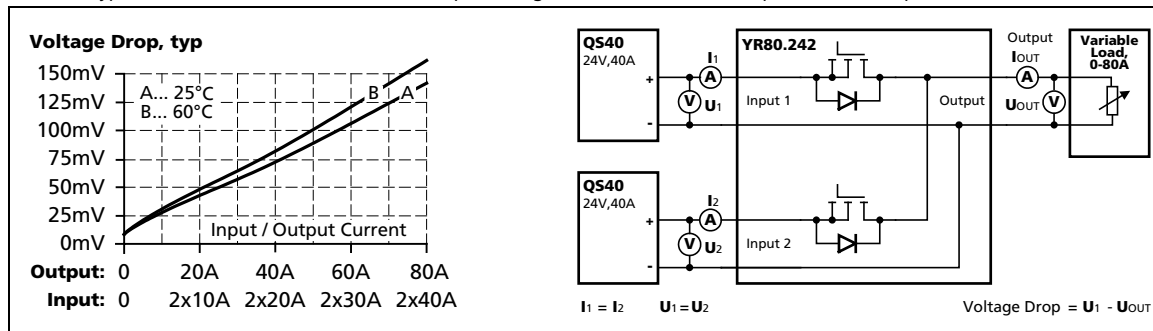 Voltage Drop, typ
150mV
125mV
100mV
75mV
50mV
25mV
0mV
A... 25°C
B... 60°C
B
A
Input / Output Current
Output: 0 20A 40A 60A 80A
Input: 0 2x10A 2x20A 2x30A 2x40A
QS40
24V,40A
+
-
I1
A
V
U1
YR80.242
Input 1
Output
Output
IOUT
A
UOUT
V
Variable
Load,
0-80A
QS40
24V,40A
+
-
I2
A
V
U2
Input 2
I1 = I2 U1 = U2
Voltage Drop = U1 - UOUT